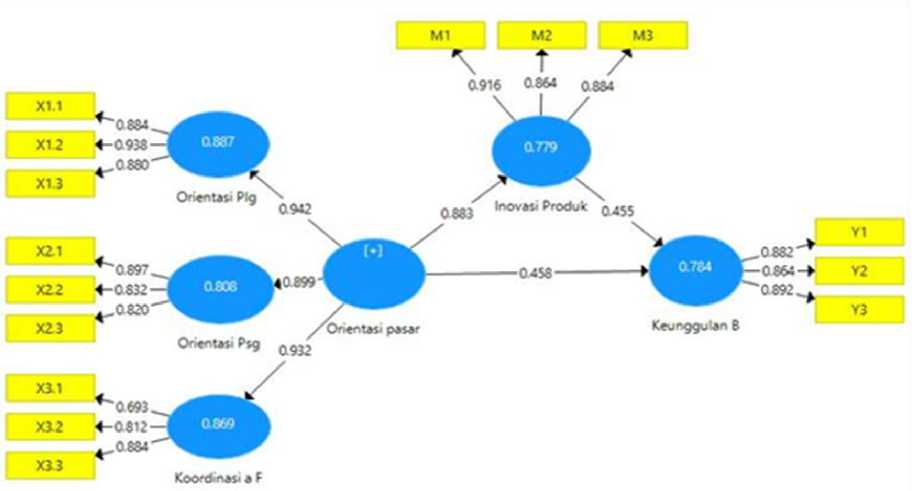 M1
M2
M3
0.916
0.864
0.884
X1.1
X1.2
X1.3
0.884
0.938
0.880
0.887
Orientasi Plg
0.779
Inovasi Produk
0.942
0.883
0.455
X2.1
X2.2
X2.3
0.897
0.832
0.820
0.808
Orientasi Psg
0.899
[+]
Orientasi pasar
0.458
0.784
Keunggulan B
0.882
0.864
0.892
Y1
Y2
Y3
0.932
X3.1
X3.2
X3.3
0.693
0.812
0.884
0.869
Koordinasi a F